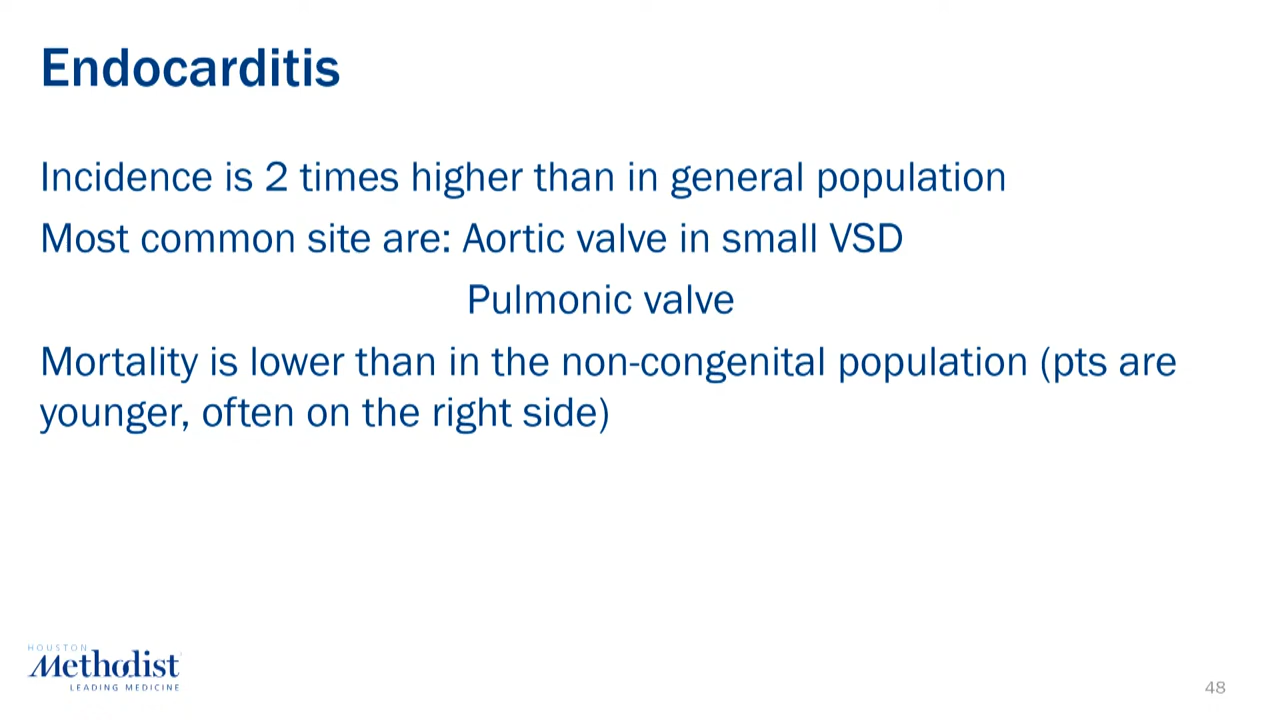 Endocarditis
Incidence is 2 times higher than in general population
Most common site are: Aortic valve in small VSD
Pulmonic valve
Mortality is lower than in the non-congenital population (pts are
younger, often on the right side)
HOUSTON
Methodist
LEADING MEDICINE
48